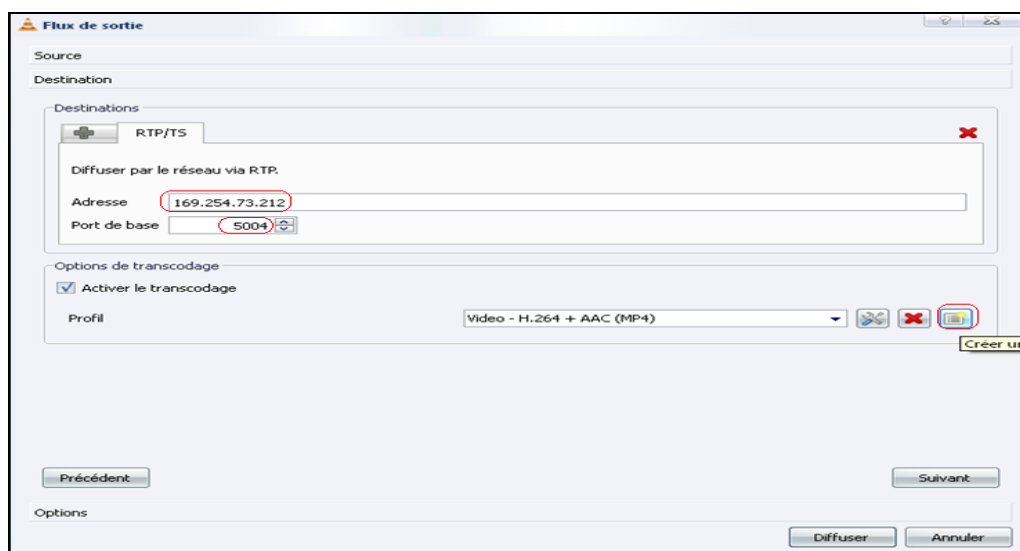 Flux de sortie
Source
Destination
Destinations
RTP/TS
Diffuser par le réseau via RTP.
Adresse 169.254.73.212
Port de base 5004
Options de transcodage
Activer le transcodage
Profil Video - H.264 + AAC (MP4)
Créer un
Précédent Suivant
Options
Diffuser Annuler